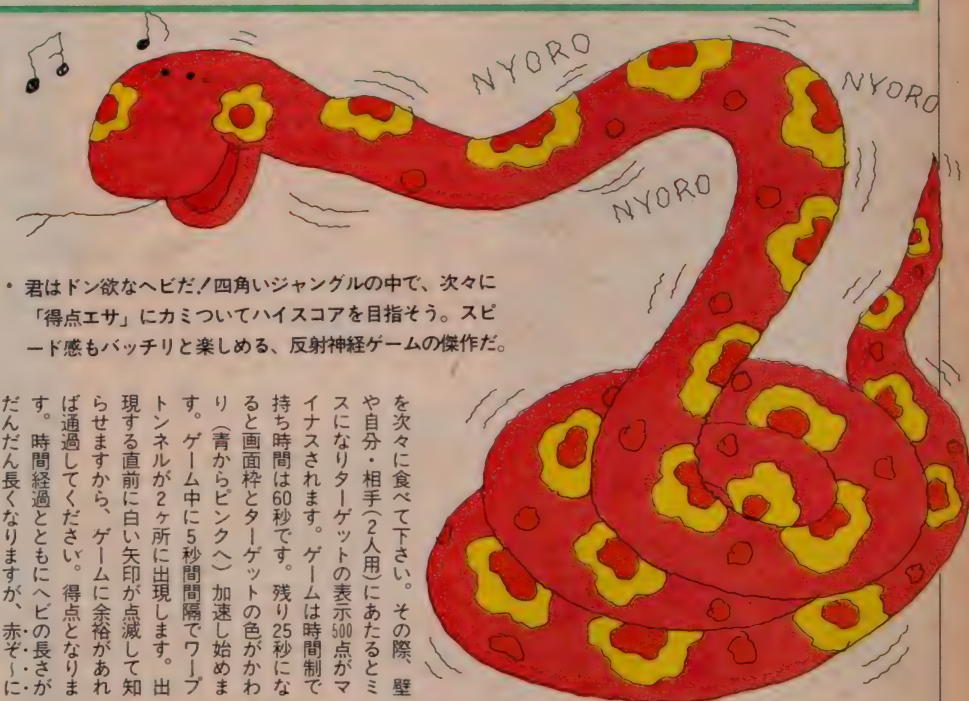 NYORO
NYORO
NYORO
・君はドン欲なヘビだ!四角いジャングルの中で、次々に
「得点エサ」にカミついてハイスコアを目指そう。スピ
ード感もバッチリと楽しめる、反射神経ゲームの傑作だ。
を次々に食べて下さい。その際、壁
や自分・相手(2人用)にあたるとミ
スになりターゲットの表示500点がマ
イナスされます。ゲームは時間制で
持ち時間は60秒です。残り25秒にな
ると画面枠とターゲットの色がかわ
り(青からピンクへ)加速し始めま
す。ゲーム中に5秒間間隔でワープ
トンネルが2ヶ所に出現します。出
現する直前に白い矢印が点滅して知
らせますから、ゲームに余裕があれ
ば通過してください。得点となりま
す。時間経過とともにヘビの長さが
だんだん長くなりますが、赤ぞ〜に